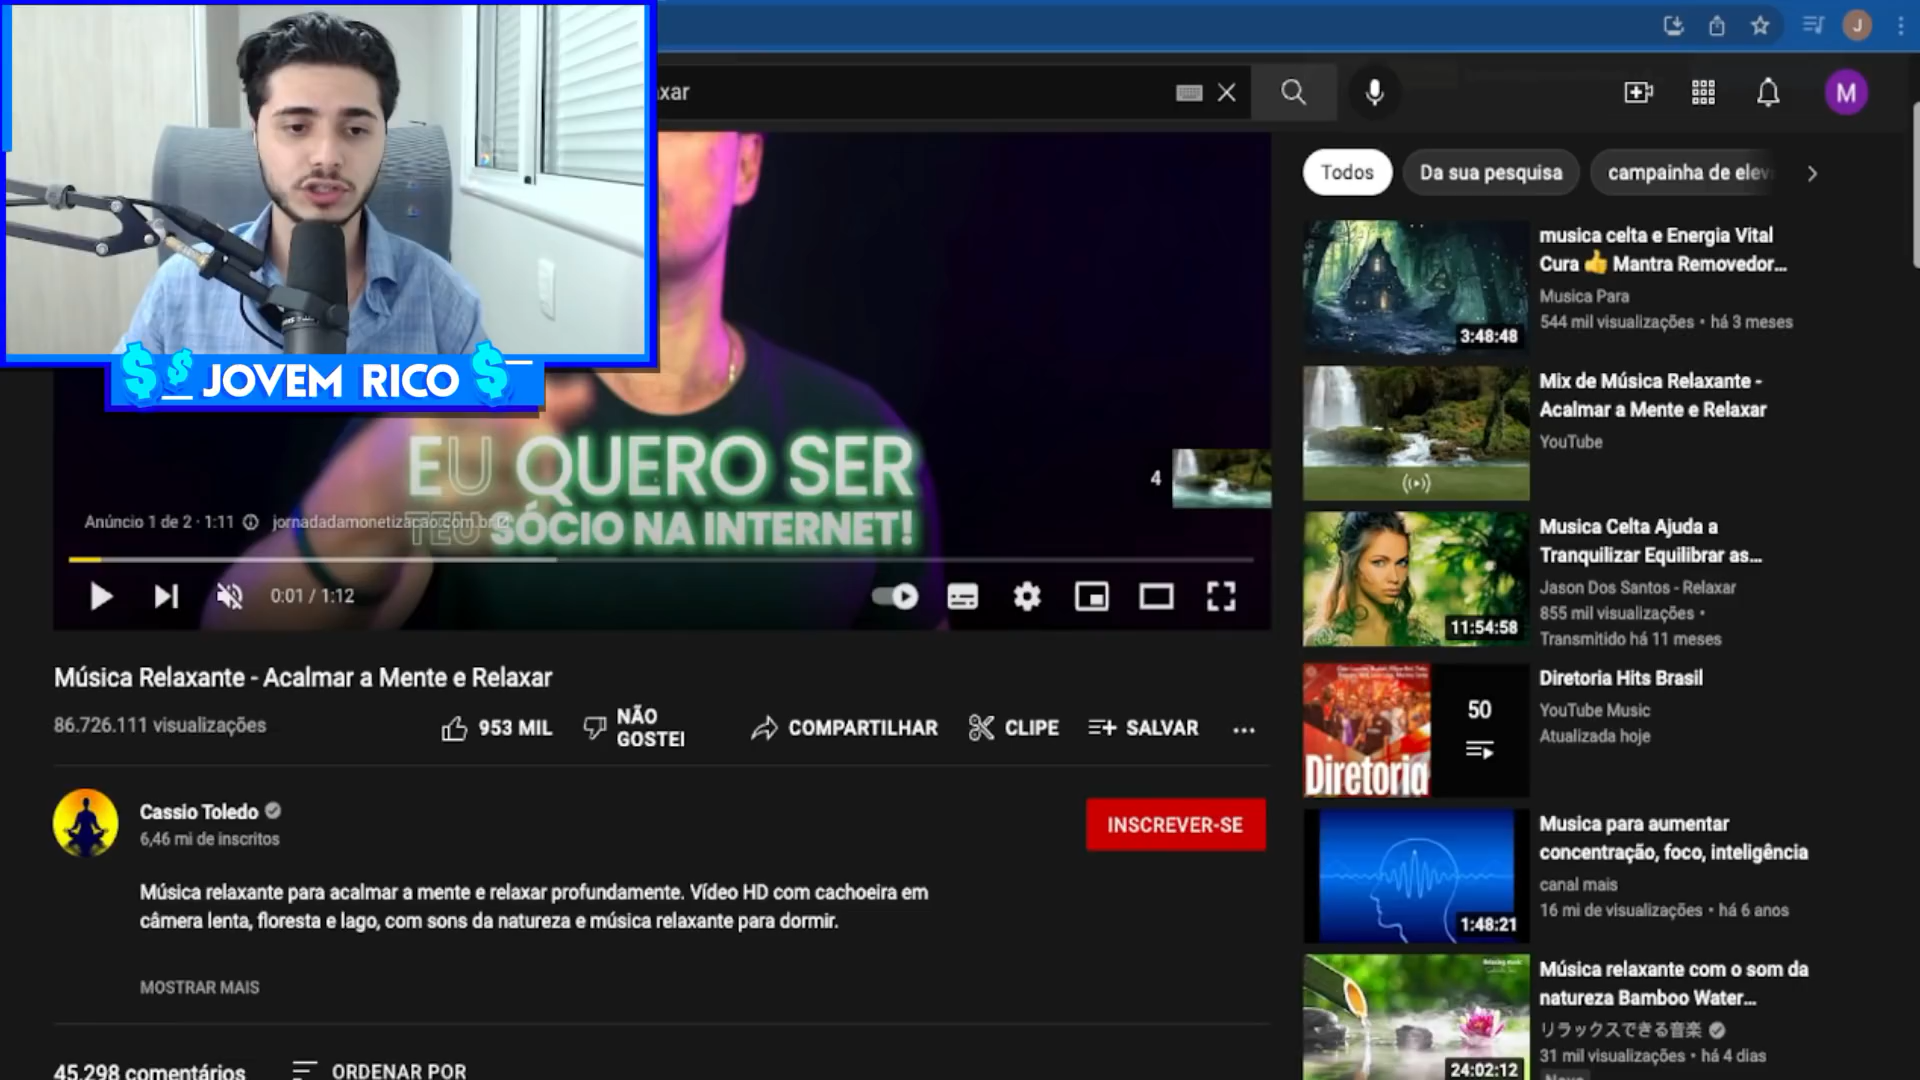 xar
J
M
JOVEM RICO
EU QUERO SER
TEU SÓCIO NA INTERNET!
4
Anúncio 1 de 2 · 1:11
jornadadamonetizacao.com.br
0:01 / 1:12
Música Relaxante - Acalmar a Mente e Relaxar
86.726.111 visualizações
953 MIL
NÃO
GOSTEI
COMPARTILHAR
CLIPE
SALVAR
Cassio Toledo
6,46 mi de inscritos
INSCREVER-SE
Música relaxante para acalmar a mente e relaxar profundamente. Vídeo HD com cachoeira em
câmera lenta, floresta e lago, com sons da natureza e música relaxante para dormir.
MOSTRAR MAIS
45.298 comentários
ORDENAR POR
Todos
Da sua pesquisa
campainha de elev
musica celta e Energia Vital
Cura 👍 Mantra Removedor...
Musica Para
544 mil visualizações • há 3 meses
3:48:48
Mix de Música Relaxante -
Acalmar a Mente e Relaxar
YouTube
Musica Celta Ajuda a
Tranquilizar Equilibrar as...
Jason Dos Santos - Relaxar
855 mil visualizações •
Transmitido há 11 meses
11:54:58
Diretoria Hits Brasil
YouTube Music
Atualizada hoje
50
Diretoria
Musica para aumentar
concentração, foco, inteligência
canal mais
16 mi de visualizações • há 6 anos
1:48:21
Música relaxante com o som da
natureza Bamboo Water...
リラックスできる音楽
31 mil visualizações • há 4 dias
24:02:12